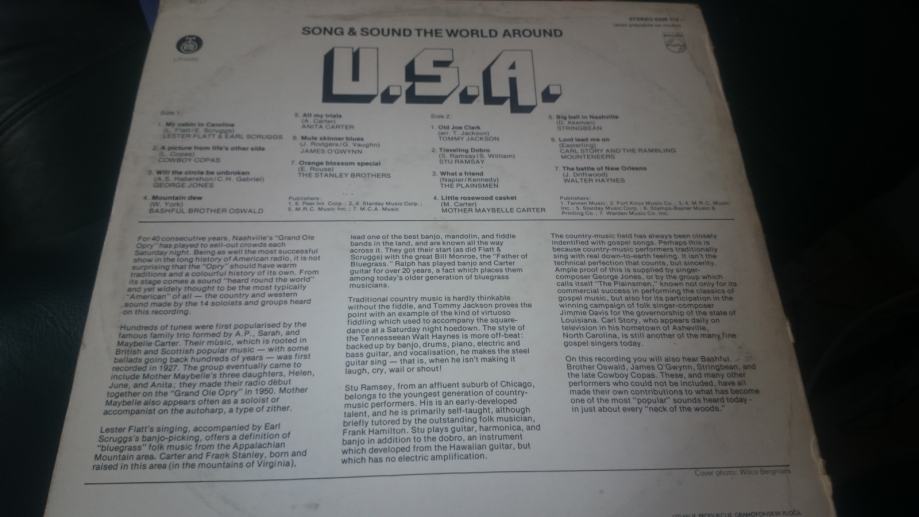 STEREO
SONG & SOUND THE WORLD AROUND
PHILIPS
U.S.A.
Side 1:
1. My cabin in Caroline
(L. Flatt/E. Scruggs)
LESTER FLATT & EARL SCRUGGS
2. A picture from life's other side
(L. Copas)
COWBOY COPAS
3. Will the circle be unbroken
(A.S. Habershon/C.H. Gabriel)
GEORGE JONES
4. Mountain dew
(W. York)
BASHFUL BROTHER OSWALD
5. All my trials
(A. Carter)
ANITA CARTER
6. Mule skinner blues
(J. Rodgers/G. Vaughn)
JAMES O'GWYNN
7. Orange blossom special
(E. Rouse)
THE STANLEY BROTHERS
Publishers:
Side 2:
1. Old Joe Clark
(arr. T. Jackson)
TOMMY JACKSON
2. Traveling Dobro
(S. Ramsay/S. William)
STU RAMSAY
3. What a friend
(Napier/Kennedy)
THE PLAINSMEN
4. Little rosewood casket
(M. Carter)
MOTHER MAYBELLE CARTER
5. Big ball in Nashville
(D. Akeman)
STRINGBEAN
6. Lord lead me on
(Easterling)
CARL STORY AND THE RAMBLING
MOUNTENEERS
7. The battle of New Orleans
(J. Driftwood)
WALTER HAYNES
Publishers:
For 40 consecutive years, Nashville's "Grand Ole
Opry" has played to sell-out crowds each
Saturday night. Being as well the most successful
show in the long history of American radio, it is not
surprising that the "Opry" should have warm
traditions and a colourful history of its own. From
its stage comes a sound "heard round the world"
and yet widely thought to be the most typically
"American" of all — the country and western
sound made by the 14 soloists and groups heard
on this recording.
Hundreds of tunes were first popularised by the
famous family trio formed by A.P., Sarah, and
Maybelle Carter. Their music, which is rooted in
British and Scottish popular music — with some
ballads going back hundreds of years — was first
recorded in 1927. The group eventually came to
include Mother Maybelle's three daughters, Helen,
June, and Anita; they made their radio début
together on the "Grand Ole Opry" in 1950. Mother
Maybelle also appears often as a soloist or
accompanist on the autoharp, a type of zither.
Lester Flatt's singing, accompanied by Earl
Scruggs's banjo-picking, offers a definition of
"bluegrass" folk music from the Appalachian
Mountain area. Carter and Frank Stanley, born and
raised in this area (in the mountains of Virginia),
lead one of the best banjo, mandolin, and fiddle
bands in the land, and are known all the way
across it. They got their start (as did Flatt &
Scruggs) with the great Bill Monroe, the "Father of
Bluegrass." Ralph has played banjo and Carter
guitar for over 20 years, a fact which places them
among today's older generation of bluegrass
musicians.
Traditional country music is hardly thinkable
without the fiddle, and Tommy Jackson proves the
point with an example of the kind of virtuoso
fiddling which used to accompany the square-
dance at a Saturday night hoedown. The style of
the Tennesseean Walt Haynes is more off-beat:
backed up by banjo, drums, piano, electric and
bass guitar, and vocalisation, he makes the steel
guitar sing — that is, when he isn't making it
laugh, cry, wail or shout!
Stu Ramsey, from an affluent suburb of Chicago,
belongs to the youngest generation of country-
music performers. His is an early-developed
talent, and he is primarily self-taught, although
briefly tutored by the outstanding folk musician,
Frank Hamilton. Stu plays guitar, harmonica, and
banjo in addition to the dobro, an instrument
which developed from the Hawaiian guitar, but
which has no electric amplification.
The country-music field has always been closely
indentified with gospel songs. Perhaps this is
because country-music performers traditionally
sing with real down-to-earth feeling. It isn't the
technical perfection that counts, but sincerity.
Ample proof of this is supplied by singer-
composer George Jones, or by the group which
calls itself "The Plainsmen," known not only for its
commercial success in performing the classics of
gospel music, but also for its participation in the
winning campaign of folk singer-composer
Jimmie Davis for the governorship of the state of
Louisiana. Carl Story, who appears daily on
television in his hometown of Asheville,
North Carolina, is still another of the many fine
gospel singers today.
On this recording you will also hear Bashful
Brother Oswald, James O'Gwynn, Stringbean, and
the late Cowboy Copas. These, and many other
performers who could not be included, have all
made their own contributions to what has become
one of the most "popular" sounds heard today -
in just about every "neck of the woods."
Cover photo: Wilco Bergmans